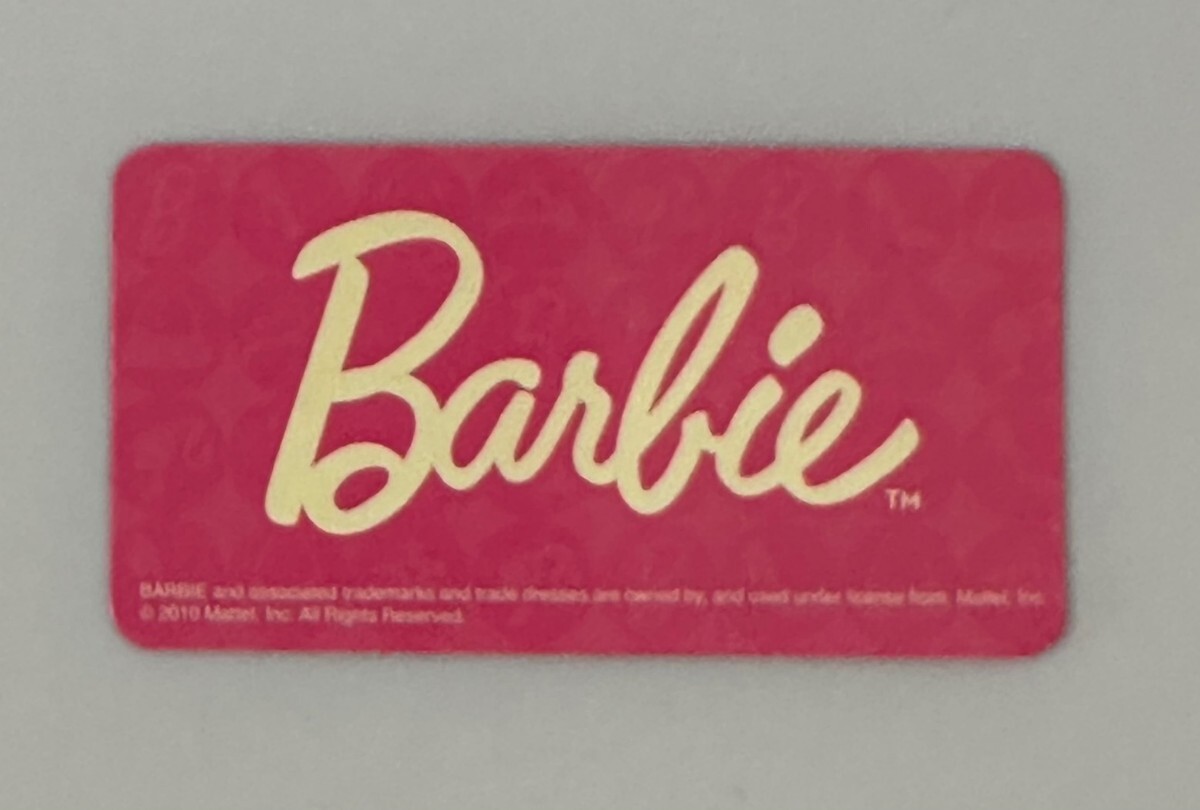 Barbie
TM
BARBIE and associated trademarks and trade dresses are owned by, and used under license from, Mattel, Inc.
© 2010 Mattel, Inc. All Rights Reserved.